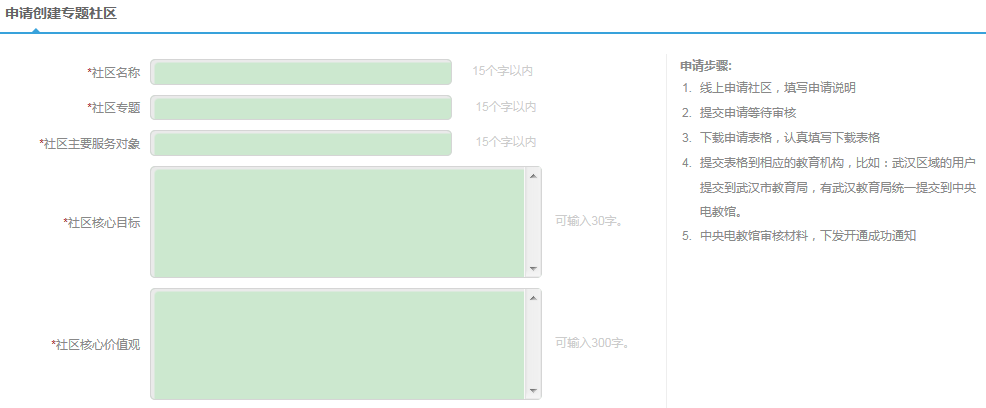 申请创建专题社区
*社区名称 15个字以内
*社区专题 15个字以内
*社区主要服务对象 15个字以内
*社区核心目标 可输入30字。
*社区核心价值观 可输入300字。
申请步骤:
1. 线上申请社区，填写申请说明
2. 提交申请等待审核
3. 下载申请表格，认真填写下载表格
4. 提交表格到相应的教育机构，比如：武汉区域的用户
提交到武汉市教育局，有武汉教育局统一提交到中央
电教馆。
5. 中央电教馆审核材料，下发开通成功通知